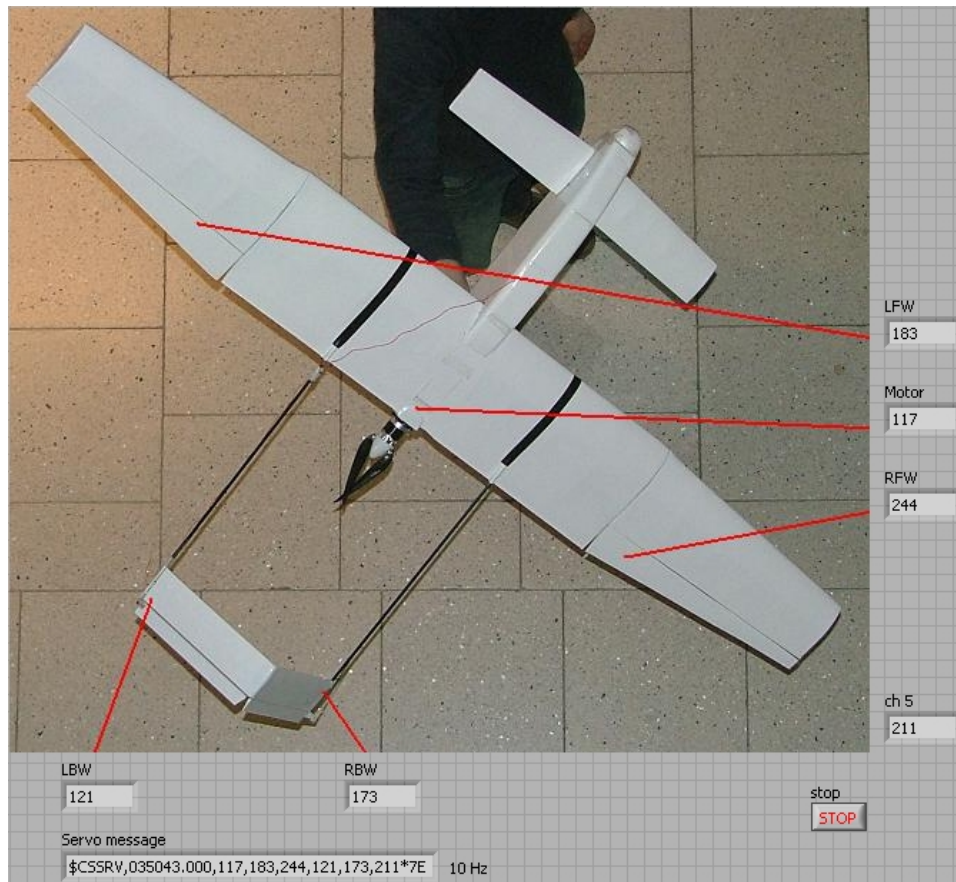 LFW
183
Motor
117
RFW
244
ch 5
211
LBW
121
RBW
173
stop
STOP
Servo message
$CSSRV,035043.000,117,183,244,121,173,211*7E
10 Hz